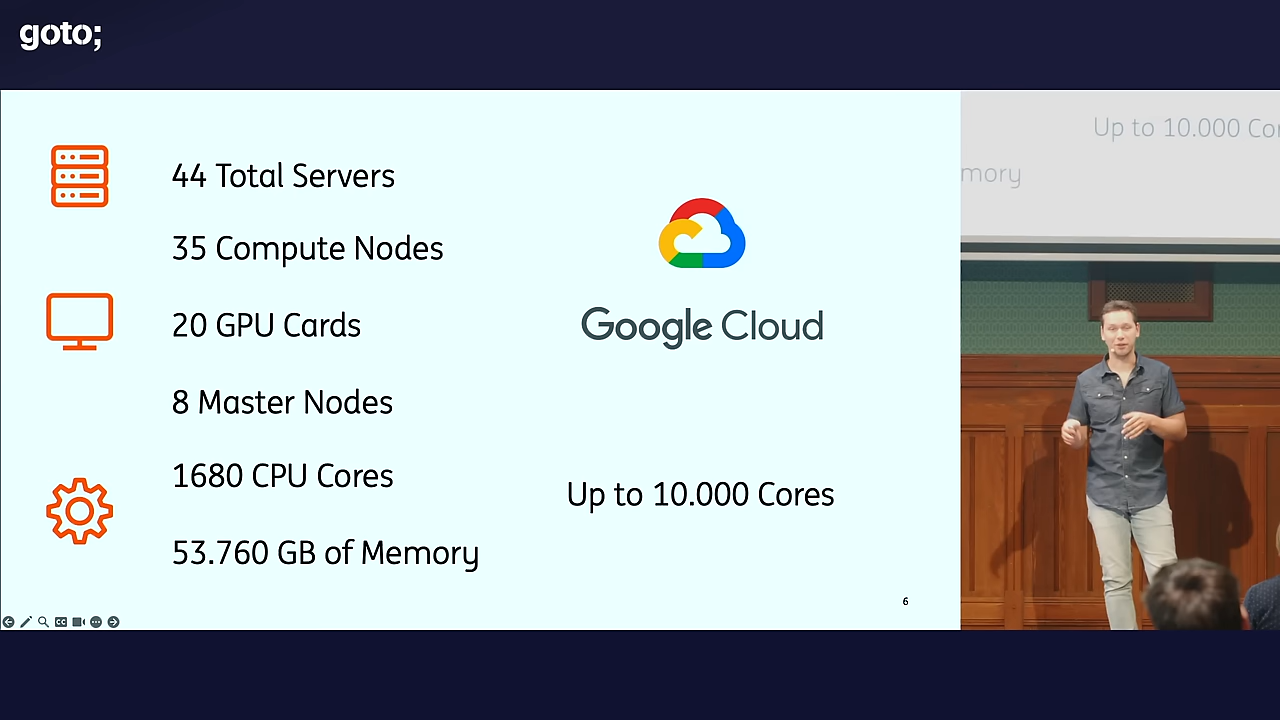 goto;
44 Total Servers
35 Compute Nodes
20 GPU Cards
8 Master Nodes
1680 CPU Cores
53.760 GB of Memory
Google Cloud
Up to 10.000 Cores
6
Up to 10.000 Co
mory